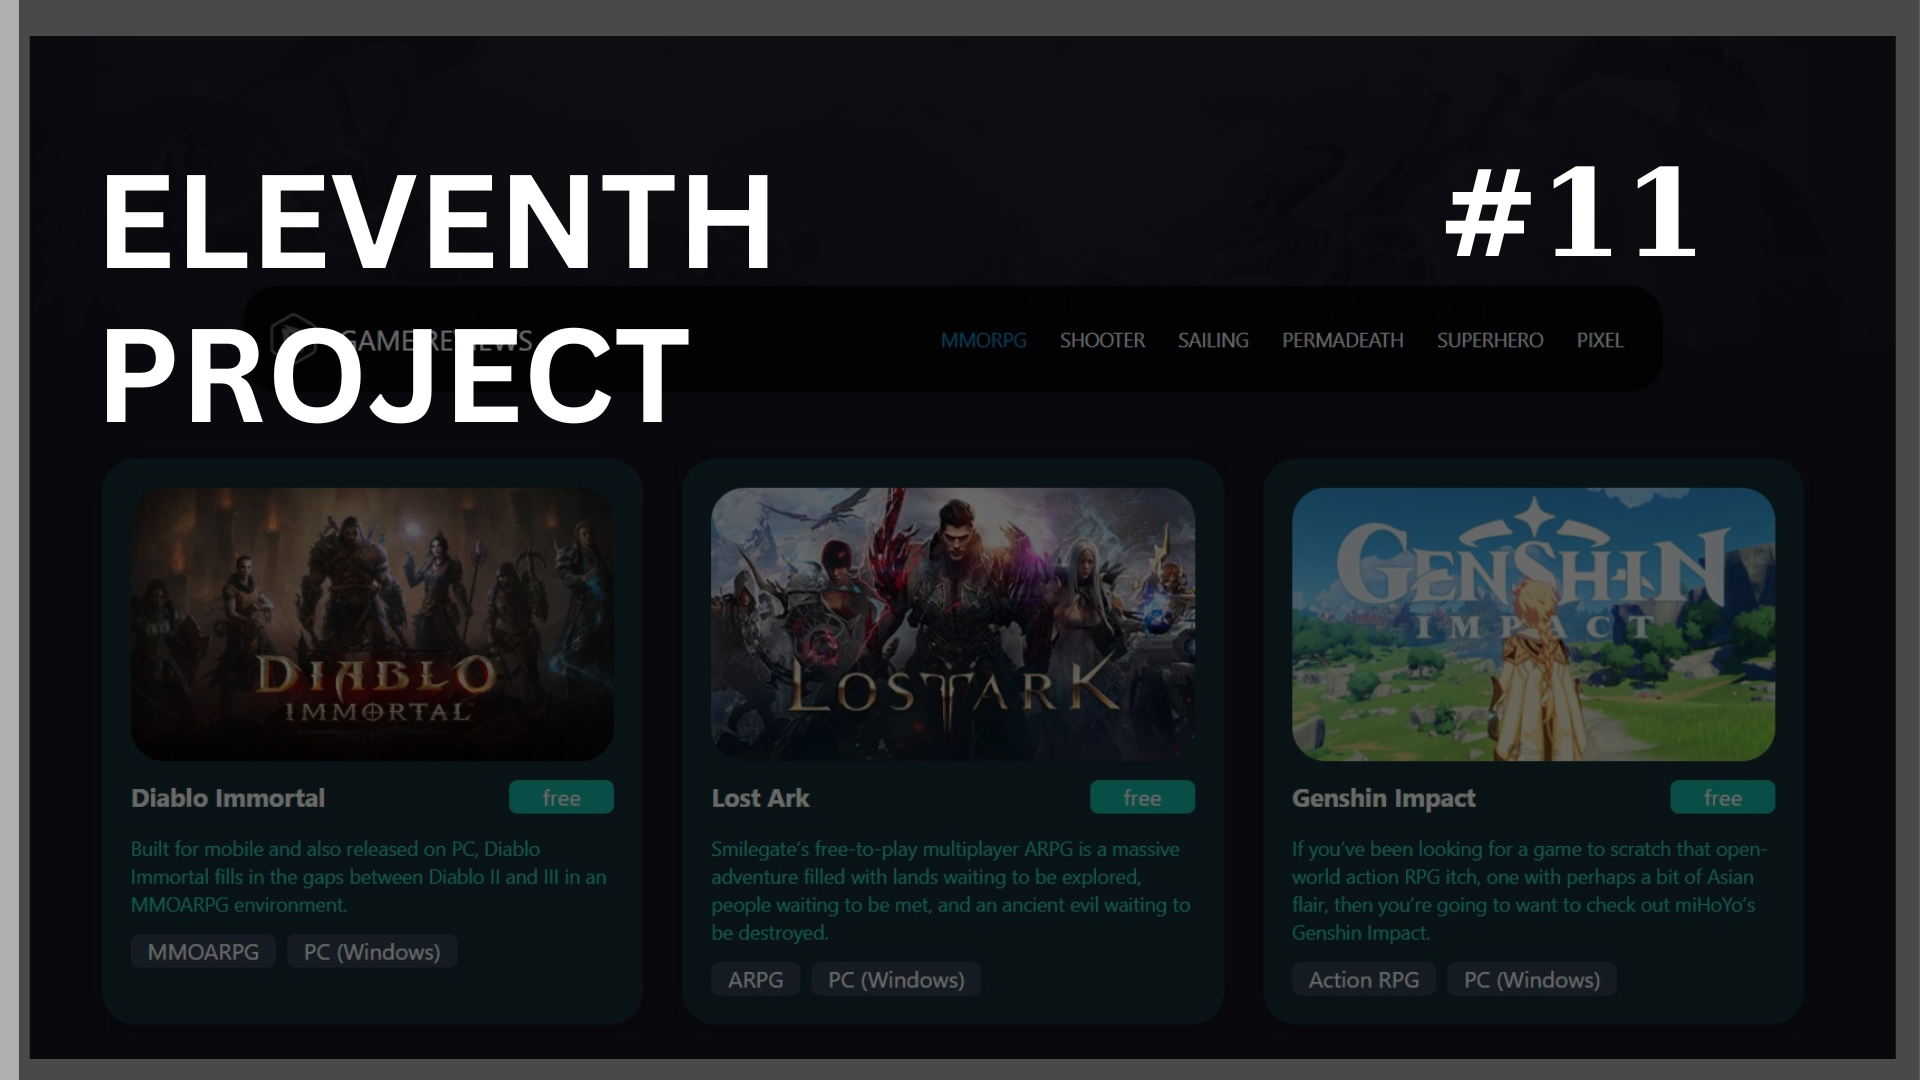 ELEVENTH
#11
PROJECT
GAME REVIEWS
MMORPG SHOOTER SAILING PERMADEATH SUPERHERO PIXEL
DIABLO
IMMORTAL
LOST ARK
GENSHIN
IMPACT
Diablo Immortal free
Built for mobile and also released on PC, Diablo
Immortal fills in the gaps between Diablo II and III in an
MMOARPG environment.
MMOARPG PC (Windows)
Lost Ark free
Smilegate’s free-to-play multiplayer ARPG is a massive
adventure filled with lands waiting to be explored,
people waiting to be met, and an ancient evil waiting to
be destroyed.
ARPG PC (Windows)
Genshin Impact free
If you’ve been looking for a game to scratch that open-
world action RPG itch, one with perhaps a bit of Asian
flair, then you’re going to want to check out miHoYo’s
Genshin Impact.
Action RPG PC (Windows)